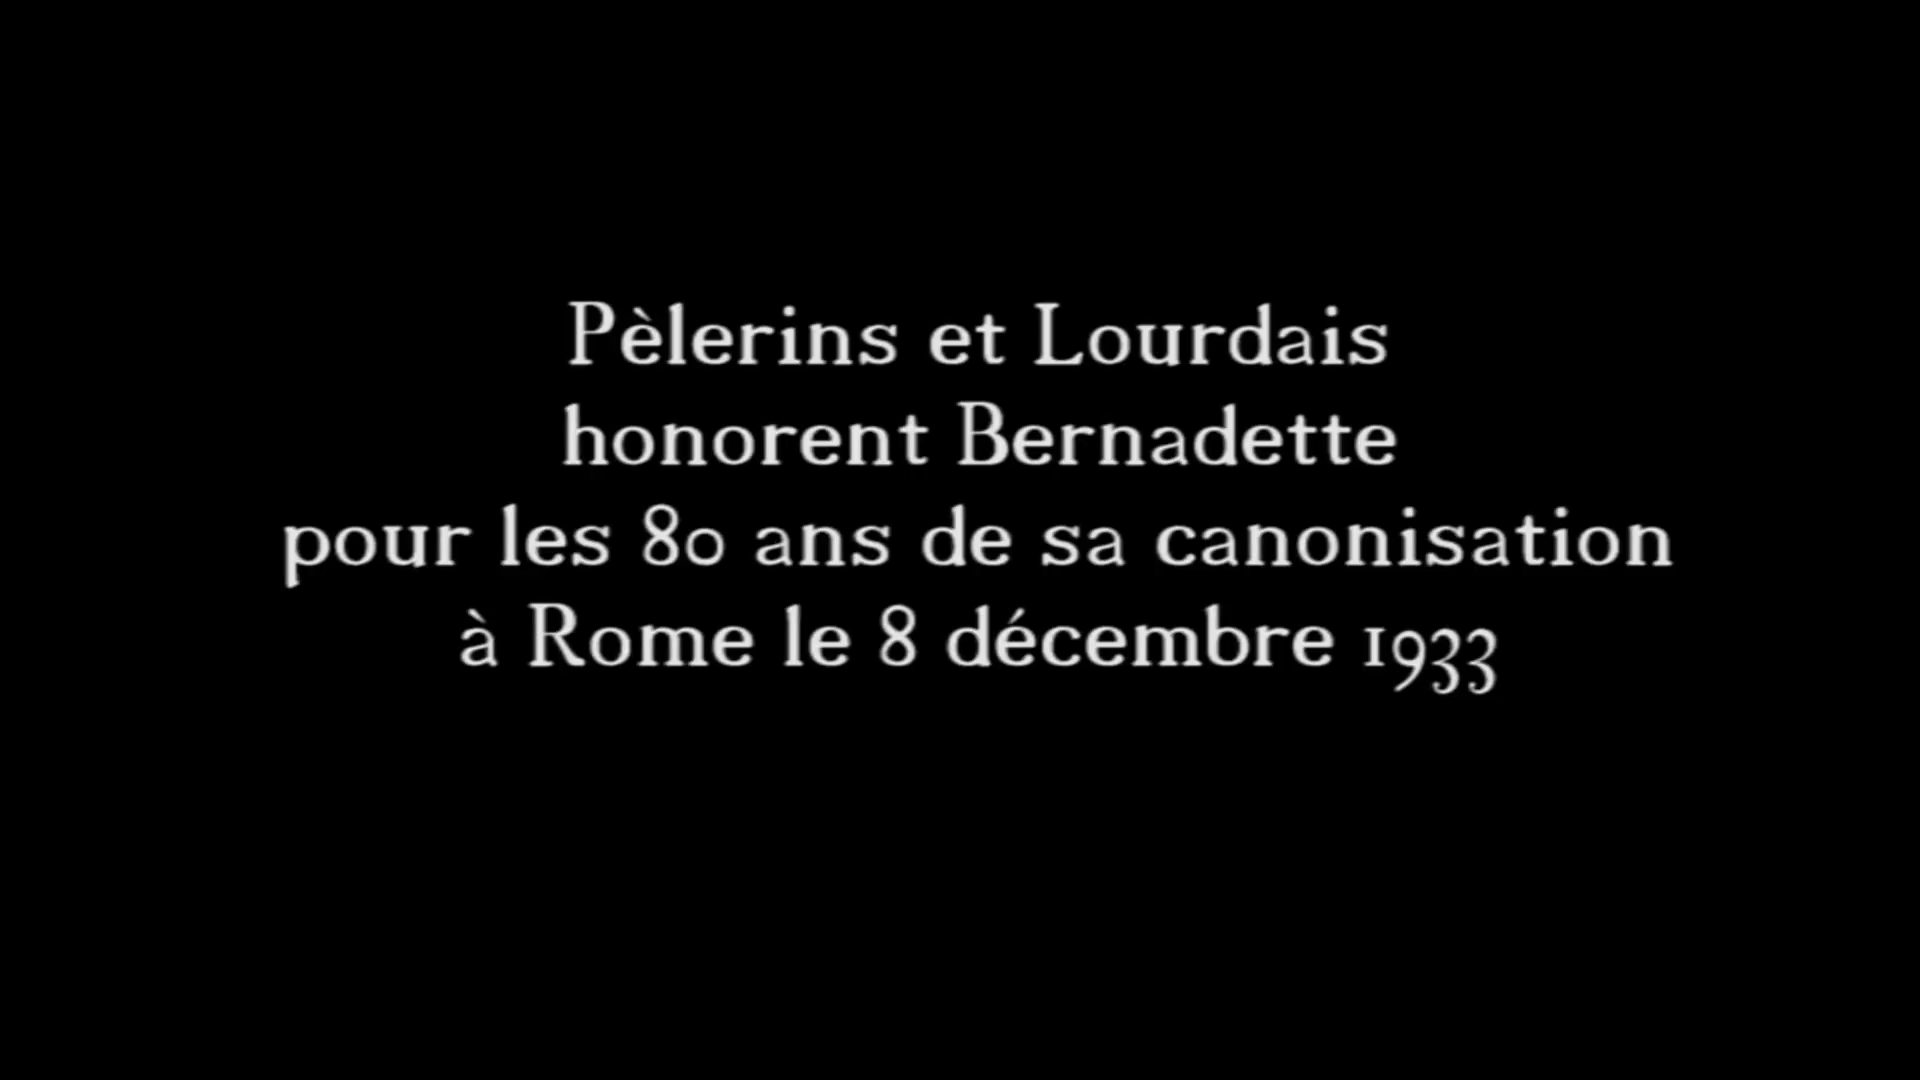 Pèlerins et Lourdais
honorent Bernadette
pour les 80 ans de sa canonisation
à Rome le 8 décembre 1933